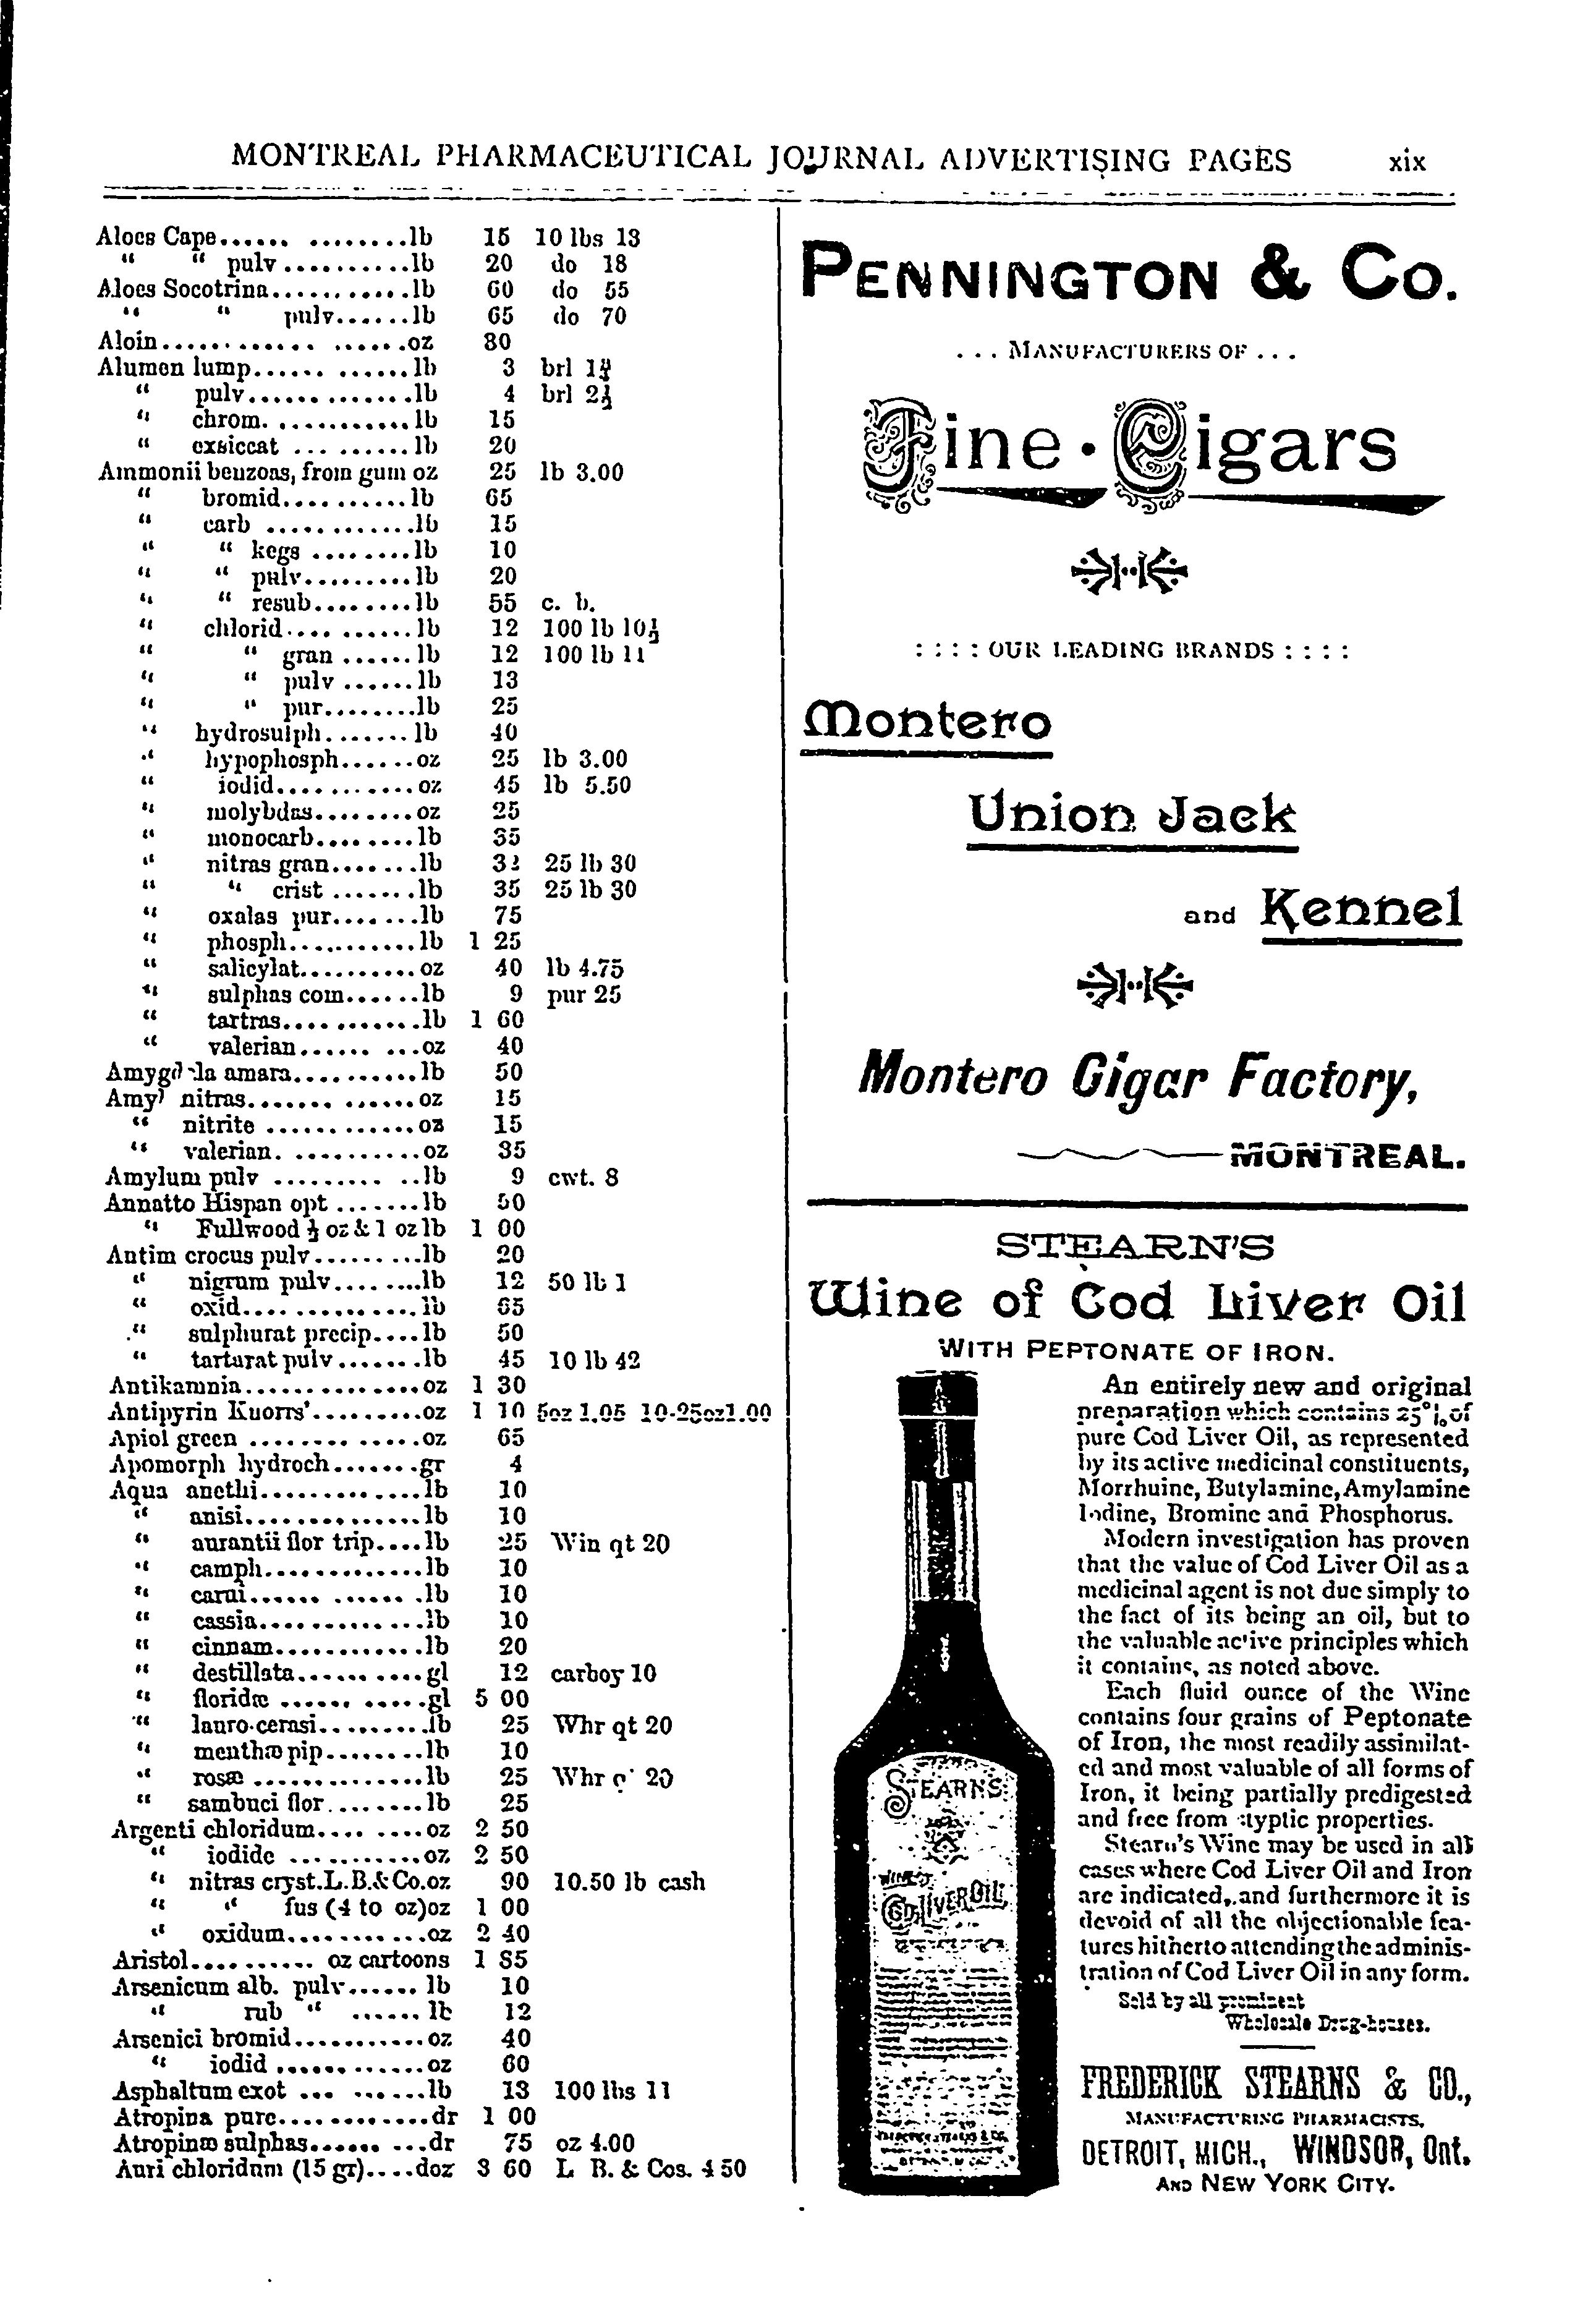 MONTREAL PHARMACEUTICAL JOURNAL ADVERTISING PAGES xix
Aloes Cape...... ........lb 15 10 lbs 13
“ “ pulv..........lb 20 do 18
Aloes Socotrina...........lb 60 do 55
“ “ pulv......lb 65 do 70
Aloin............ ......oz 30
Alumen lump...... ......lb 3 brl 1¾
“ pulv.............lb 4 brl 2½
“ chrom. ...........lb 15
“ exsiccat ... ......lb 20
Ammonii benzoas, from gum oz 25 lb 3.00
“ bromid..........lb 65
“ carb ............lb 15
“ “ kegs ........lb 10
“ “ pulv.........lb 20
“ “ resub........lb 55 c. b.
“ chlorid.... ......lb 12 100 lb 10½
“ “ gran ......lb 12 100 lb 11
“ “ pulv ......lb 13
“ “ pur........lb 25
“ hydrosulph.......lb 40
“ hypophosph......oz 25 lb 3.00
“ iodid............oz 45 lb 5.50
“ molybdas........oz 25
“ monocarb.........lb 35
“ nitras gran.......lb 32 25 lb 30
“ “ crist .......lb 35 25 lb 30
“ oxalas pur.......lb 75
“ phosph...........lb 1 25
“ salicylat..........oz 40 lb 4.75
“ sulphas com......lb 9 pur 25
“ tartras............lb 1 60
“ valerian...... ...oz 40
Amygdala amara..........lb 50
Amyl nitras....... ......oz 15
“ nitrite ............oz 15
“ valerian. ..........oz 35
Amylum pulv ......... ..lb 9 cwt. 8
Annatto Hispan opt .......lb 50
“ Fullwood ½ oz & 1 oz lb 1 00
Antim crocus pulv.........lb 20
“ nigrum pulv........lb 12 50 lb 1
“ oxid.... ..........lb 65
“ sulphurat precip....lb 50
“ tartarat pulv.......lb 45 10 lb 42
Antikamnia..............oz 1 30
Antipyrin Knorrs’.........oz 1 10 5oz 1.05 10-25oz1.00
Apiol green ........ .....oz 65
Apomorph hydroch.......gr 4
Aqua anethi.......... ....lb 10
“ anisi..............lb 10
“ aurantii flor trip....lb 25 Win qt 20
“ camph.............lb 10
“ carui...... ...... .lb 10
“ cassia.......... ...lb 10
“ cinnam............lb 20
“ destillata...... ....gl 12 carboy 10
“ floridæ ...... .....gl 5 00
“ lauro-cerasi.........lb 25 Whr qt 20
“ menthæ pip........lb 10
“ rosæ ..............lb 25 Whr 20
“ sambuci flor........lb 25
Argenti chloridum.... ....oz 2 50
“ iodide ...........oz 2 50
“ nitras cryst.L.B.& Co.oz 90 10.50 lb cash
“ “ fus (4 to oz)oz 1 00
“ oxidum...........oz 2 40
Aristol.......... oz cartoons 1 85
Arsenicum alb. pulv...... lb 10
“ rub “ ...... lb 12
Arsenici bromid...........oz 40
“ iodid ............oz 60
Asphaltum exot ... ......lb 13 100 lbs 11
Atropina pure............dr 1 00
Atropinæ sulphas...... ...dr 75 oz 4.00
Auri chloridum (15 gr)....doz 3 60 L B. & Cos. 4 50
PENNINGTON & Co.
... MANUFACTURERS OF ...
Fine · Cigars
: : : : OUR LEADING BRANDS : : : :
Montero
Union Jack
and Kennel
Montero Cigar Factory,
MONTREAL.
STEARN'S
Wine of Cod Liver Oil
WITH PEPTONATE OF IRON.
An entirely new and original
preparation which contains 25°|o of
pure Cod Liver Oil, as represented
by its active medicinal constituents,
Morrhuine, Butylamine, Amylamine
Iodine, Bromine and Phosphorus.
Modern investigation has proven
that the value of Cod Liver Oil as a
medicinal agent is not due simply to
the fact of its being an oil, but to
the valuable active principles which
it contains, as noted above.
Each fluid ounce of the Wine
contains four grains of Peptonate
of Iron, the most readily assimilat-
ed and most valuable of all forms of
Iron, it being partially predigested
and free from styptic properties.
Stearn's Wine may be used in all
cases where Cod Liver Oil and Iron
are indicated, and furthermore it is
devoid of all the objectionable fea-
tures hitherto attending the adminis-
tration of Cod Liver Oil in any form.
Sold by all prominent
Wholesale Drug-houses.
FREDERICK STEARNS & CO.,
MANUFACTURING PHARMACISTS,
DETROIT, MICH., WINDSOR, Ont.
AND NEW YORK CITY.
STEARNS'
WINE OF
COD LIVER OIL